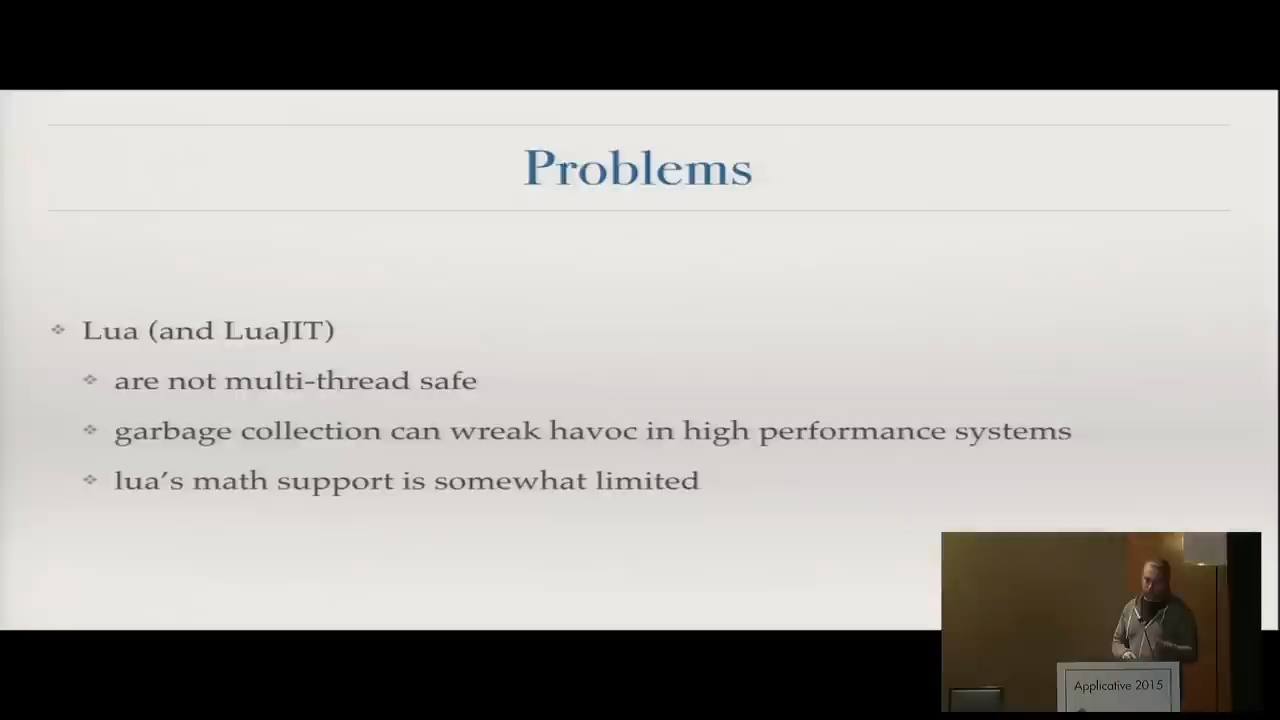 Problems
Lua (and LuaJIT)
are not multi-thread safe
garbage collection can wreak havoc in high performance systems
lua's math support is somewhat limited
Applicative 2015